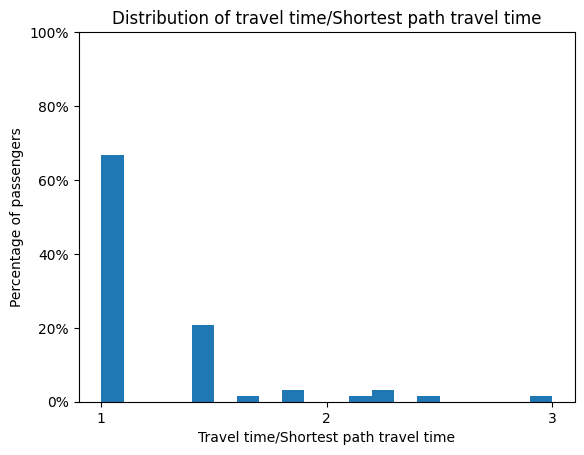 Distribution of travel time/Shortest path travel time
100%
80%
60%
40%
20%
0%
Percentage of passengers
1 2 3
Travel time/Shortest path travel time